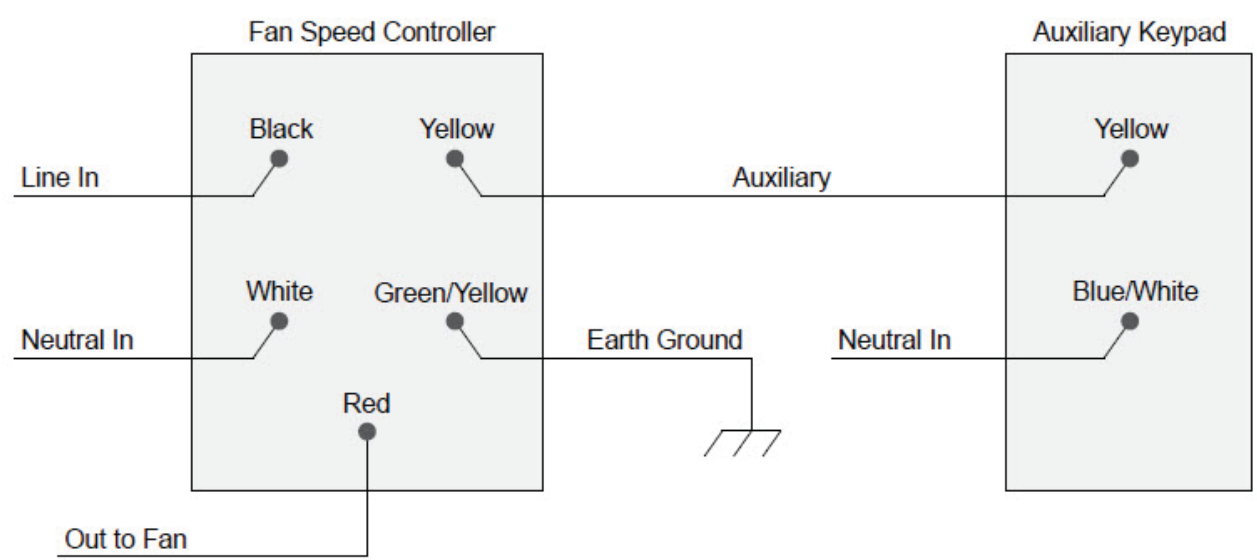 Fan Speed Controller
Auxiliary Keypad
Black
Yellow
Yellow
Line In
Auxiliary
White
Green/Yellow
Blue/White
Neutral In
Earth Ground
Neutral In
Red
Out to Fan